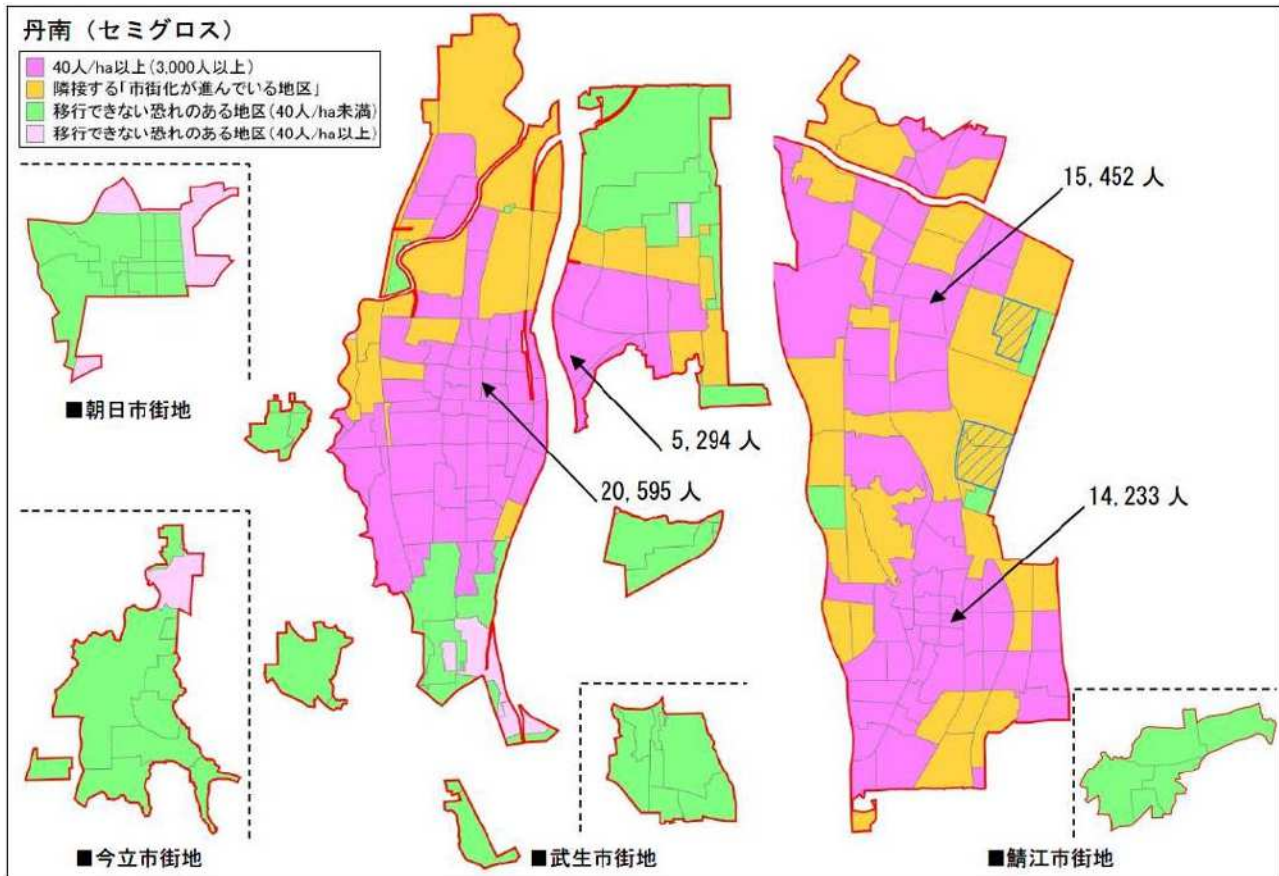 丹南（セミグロス）
40人/ha以上(3,000人以上)
隣接する「市街化が進んでいる地区」
移行できない恐れのある地区(40人/ha未満)
移行できない恐れのある地区(40人/ha以上)
15,452 人
■朝日市街地
5,294 人
20,595 人
14,233 人
■今立市街地
■武生市街地
■鯖江市街地